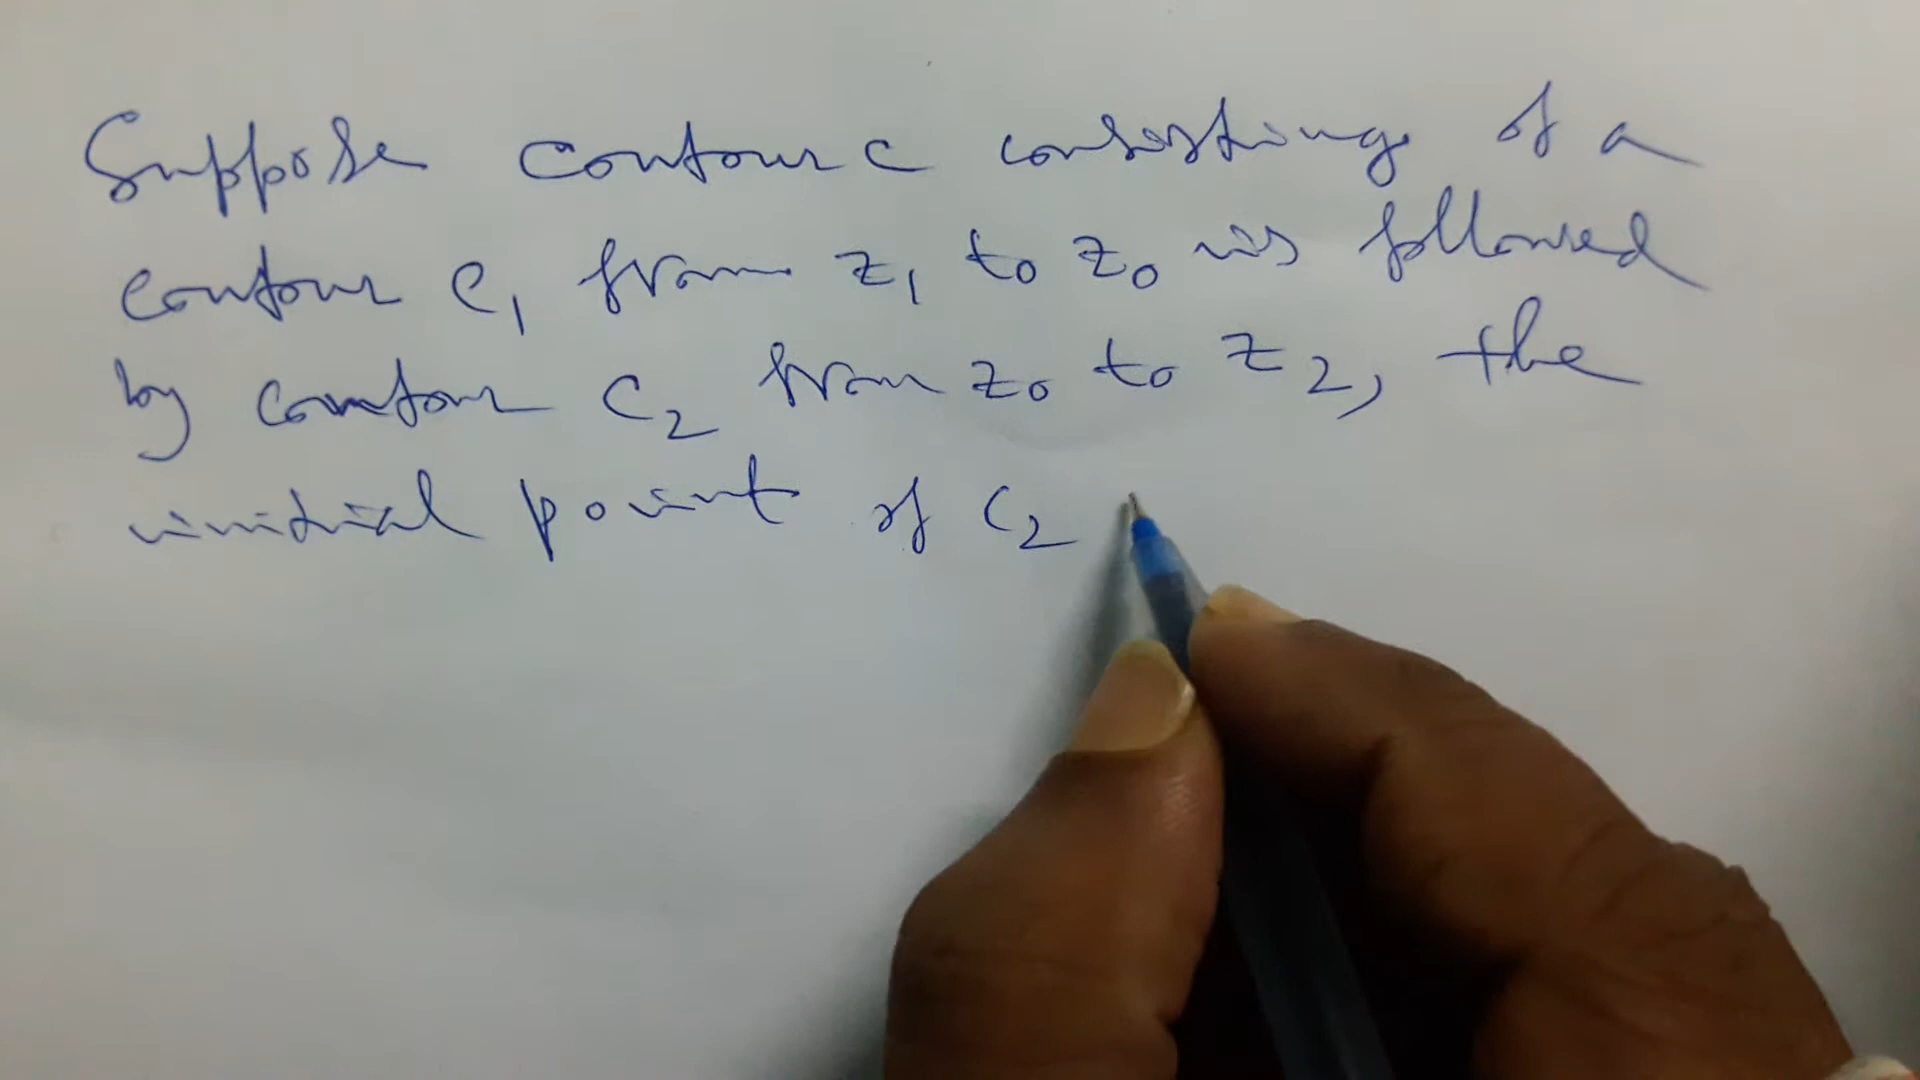 Suppose contour C consisting of a
contour C₁ from z₁ to z₀ is followed
by contour C₂ from z₀ to z₂, the
initial point of C₂